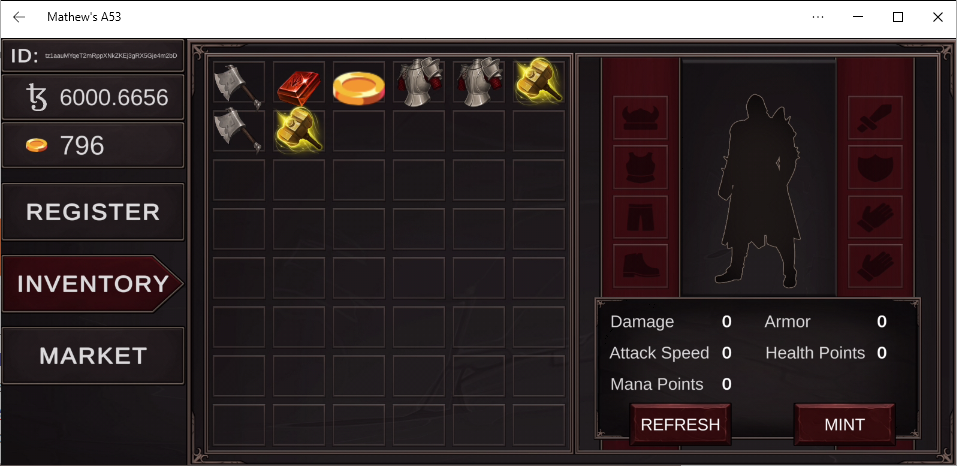 Mathew's A53
ID:
6000.6656
796
REGISTER
INVENTORY
MARKET
Damage 0 Armor 0
Attack Speed 0 Health Points 0
Mana Points 0
REFRESH MINT